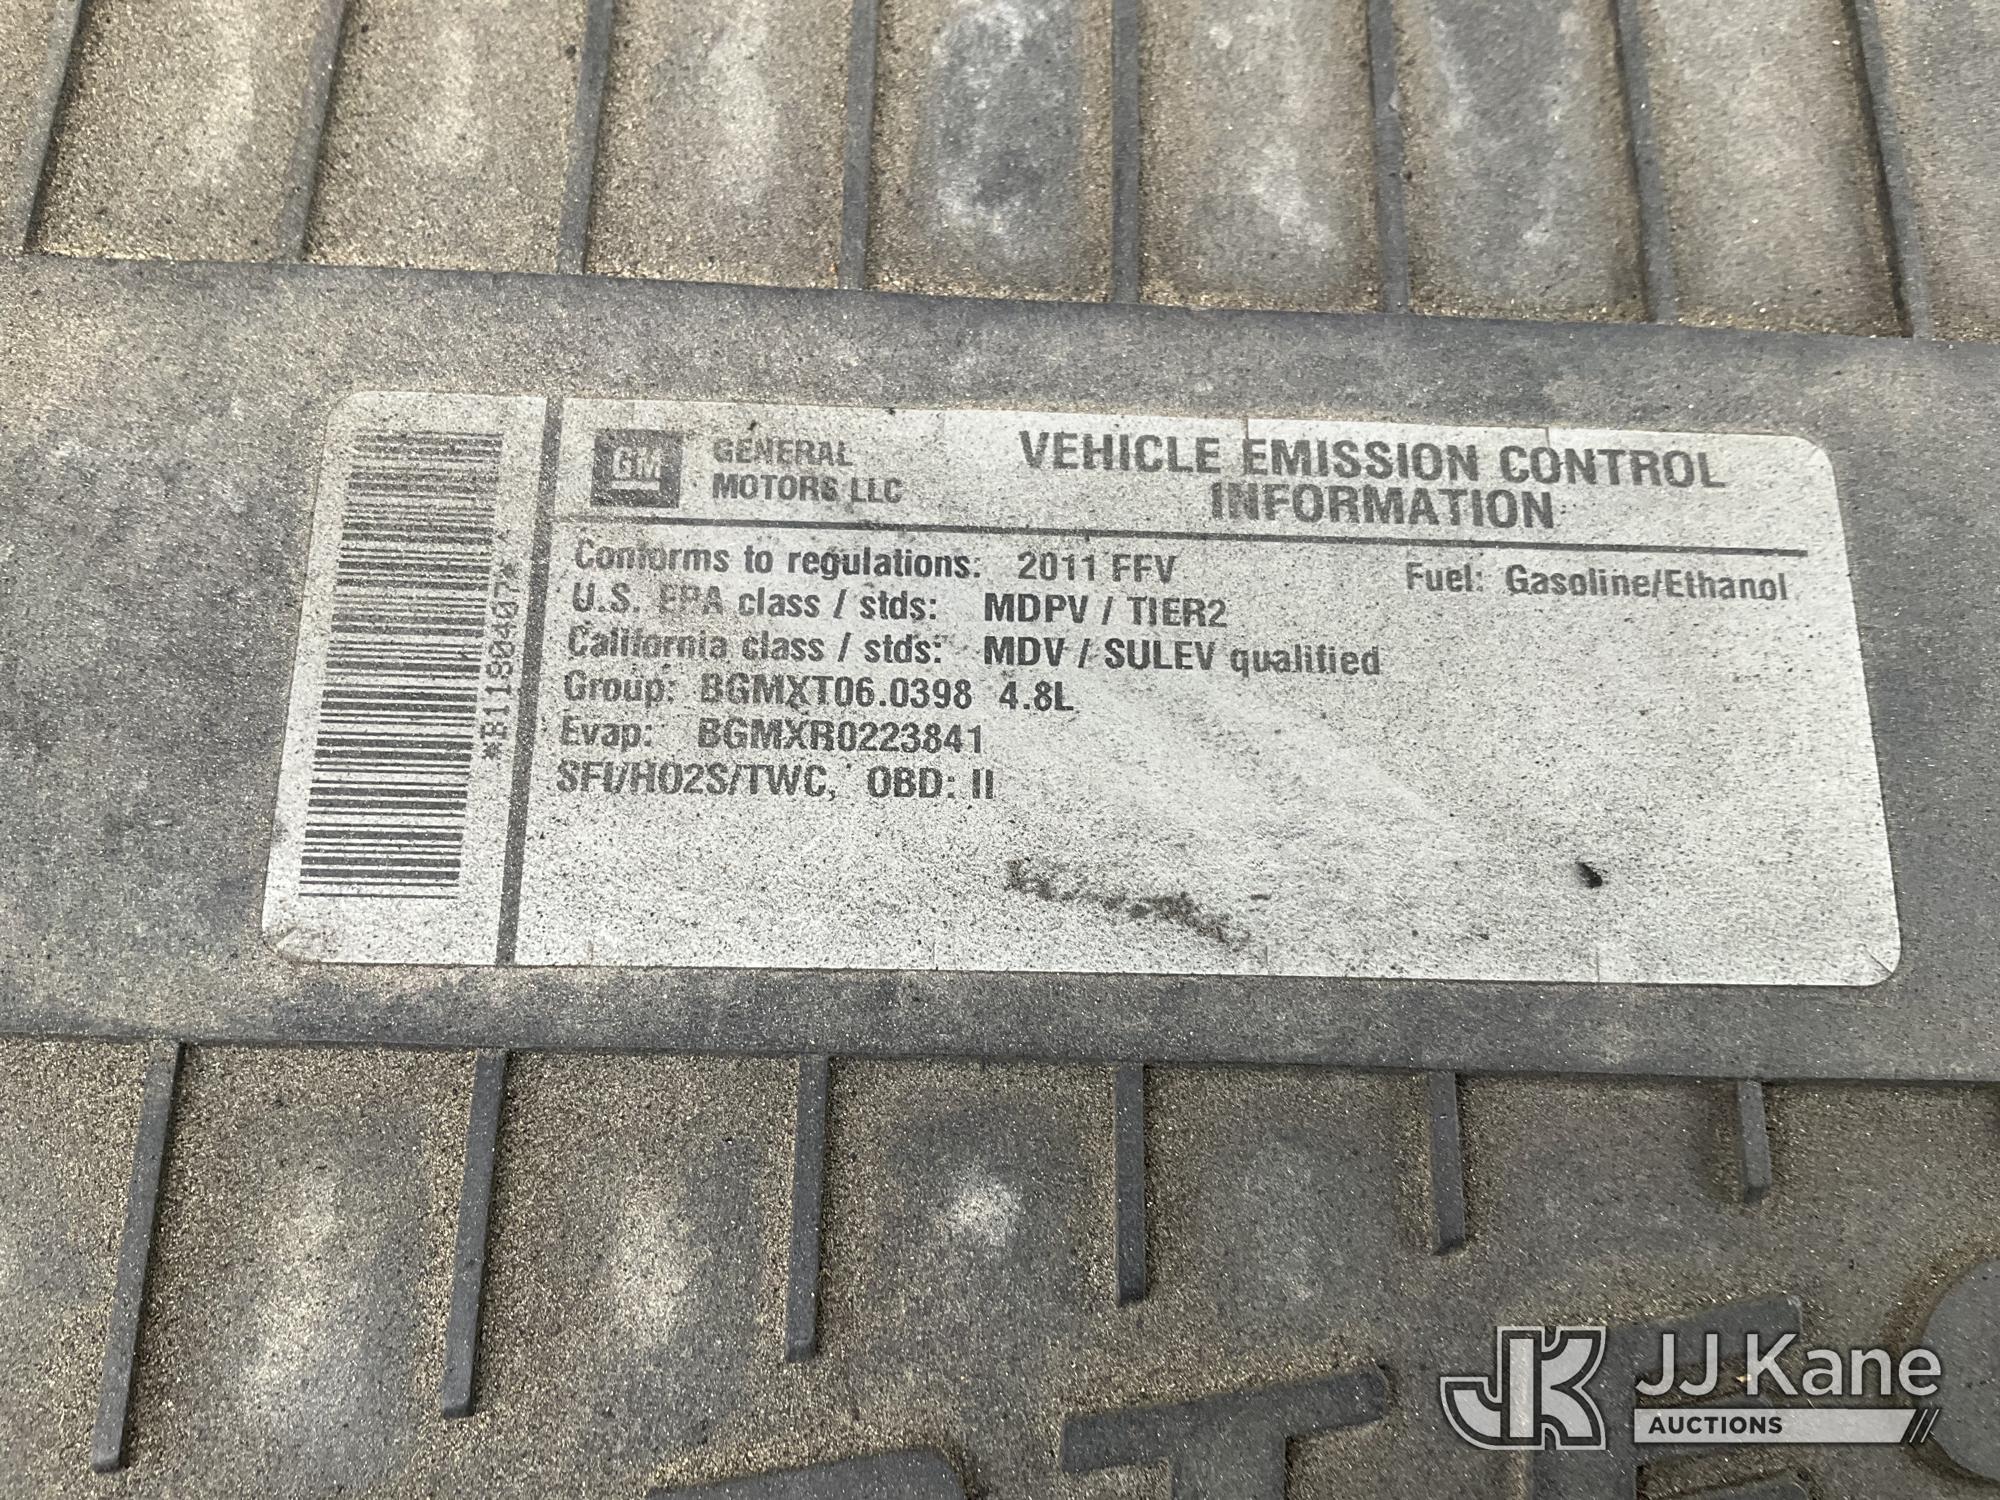 GM GENERAL
MOTORS LLC
VEHICLE EMISSION CONTROL
INFORMATION
Conforms to regulations: 2011 FFV
Fuel: Gasoline/Ethanol
U.S. EPA class / stds: MDPV / TIER2
California class / stds: MDV / SULEV qualified
Group: BGMXT06.0398 4.8L
Evap: BGMXR0223841
SFI/HO2S/TWC, OBD: II
*B1180407*
JK JJ Kane
AUCTIONS